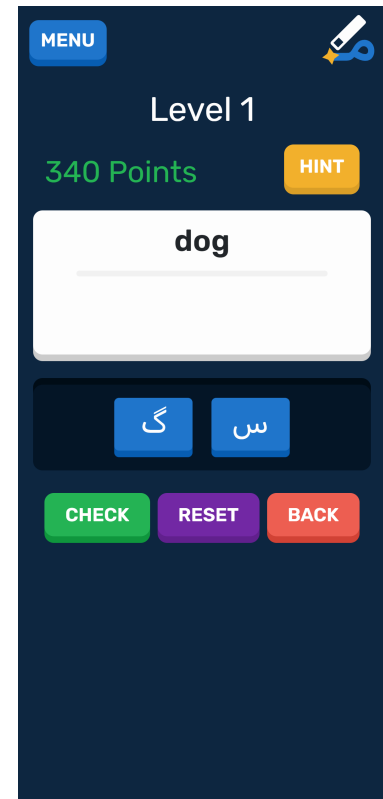 MENU
Level 1
340 Points
HINT
dog
س گ
CHECK RESET BACK